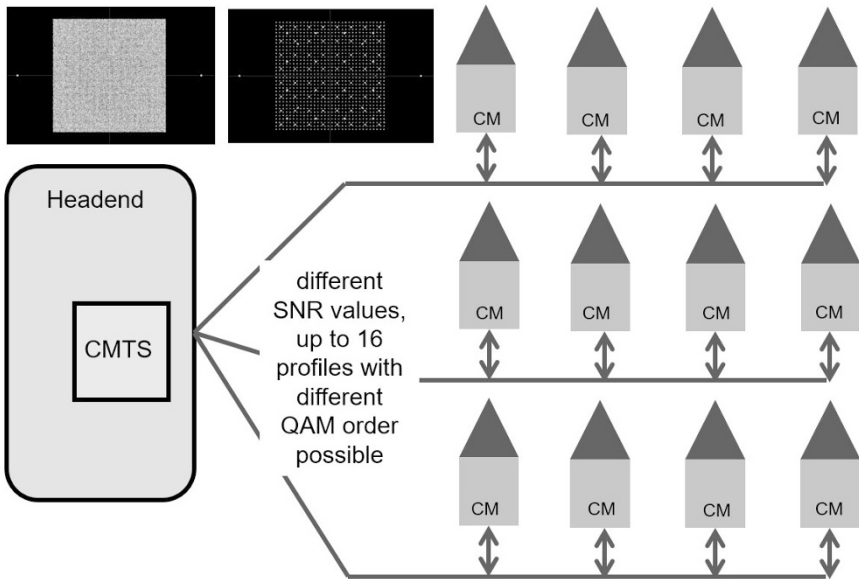 CM CM CM CM
Headend
CMTS
different
SNR values,
up to 16
profiles with
different
QAM order
possible
CM CM CM CM
CM CM CM CM